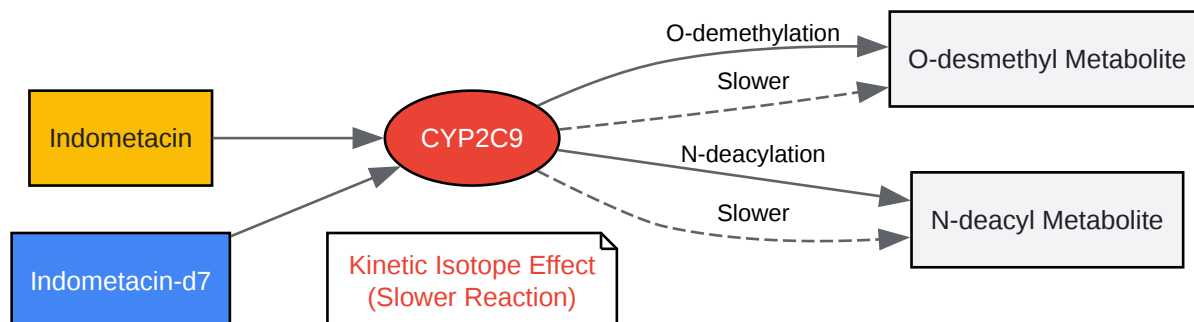 O-demethylation
O-desmethyl Metabolite
Slower
Indometacin
CYP2C9
N-deacylation
N-deacyl Metabolite
Slower
Indometacin-d7
Kinetic Isotope Effect
(Slower Reaction)